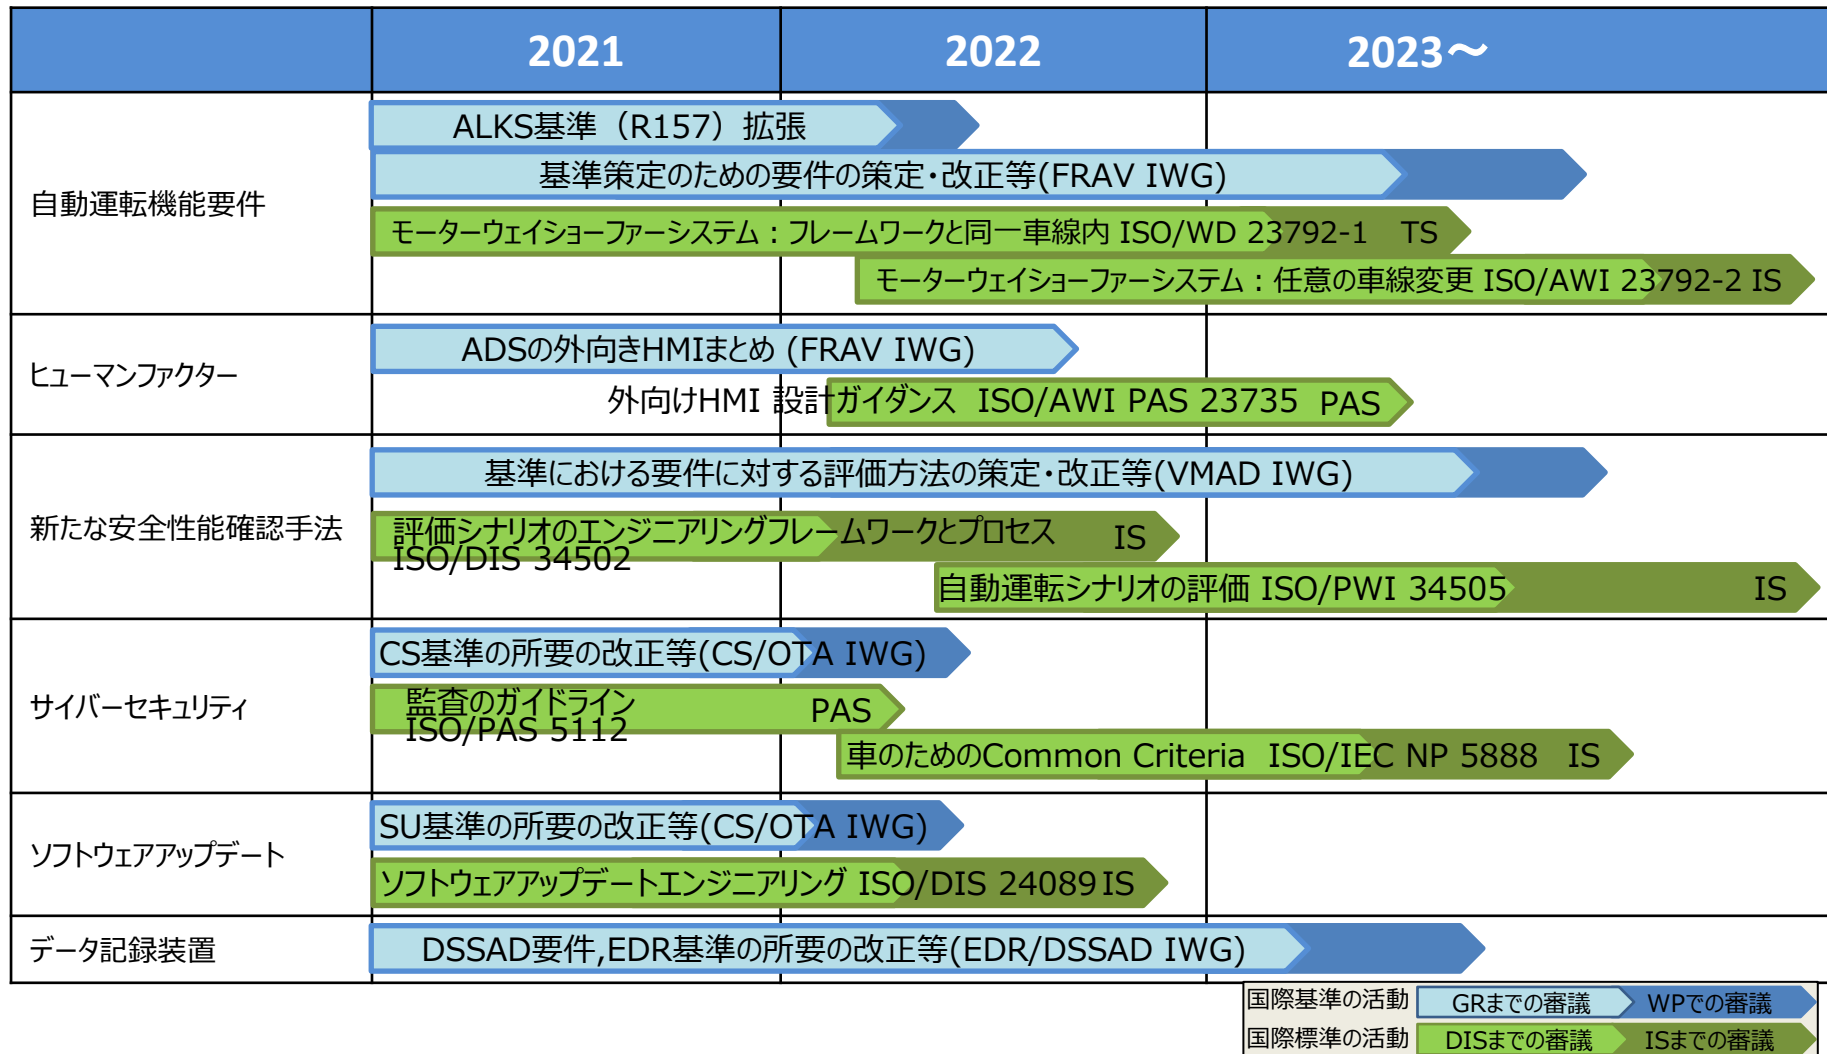 2021
2022
2023～
自動運転機能要件
ALKS基準（R157）拡張
基準策定のための要件の策定・改正等(FRAV IWG)
モーターウェイショーファーシステム：フレームワークと同一車線内 ISO/WD 23792-1 TS
モーターウェイショーファーシステム：任意の車線変更 ISO/AWI 23792-2 IS
ヒューマンファクター
ADSの外向きHMIまとめ (FRAV IWG)
外向けHMI 設計ガイダンス ISO/AWI PAS 23735 PAS
新たな安全性能確認手法
基準における要件に対する評価方法の策定・改正等(VMAD IWG)
評価シナリオのエンジニアリングフレームワークとプロセス IS
ISO/DIS 34502
自動運転シナリオの評価 ISO/PWI 34505 IS
サイバーセキュリティ
CS基準の所要の改正等(CS/OTA IWG)
監査のガイドライン PAS
ISO/PAS 5112
車のためのCommon Criteria ISO/IEC NP 5888 IS
ソフトウェアアップデート
SU基準の所要の改正等(CS/OTA IWG)
ソフトウェアアップデートエンジニアリング ISO/DIS 24089 IS
データ記録装置
DSSAD要件,EDR基準の所要の改正等(EDR/DSSAD IWG)
国際基準の活動 GRまでの審議 WPでの審議
国際標準の活動 DISまでの審議 ISまでの審議